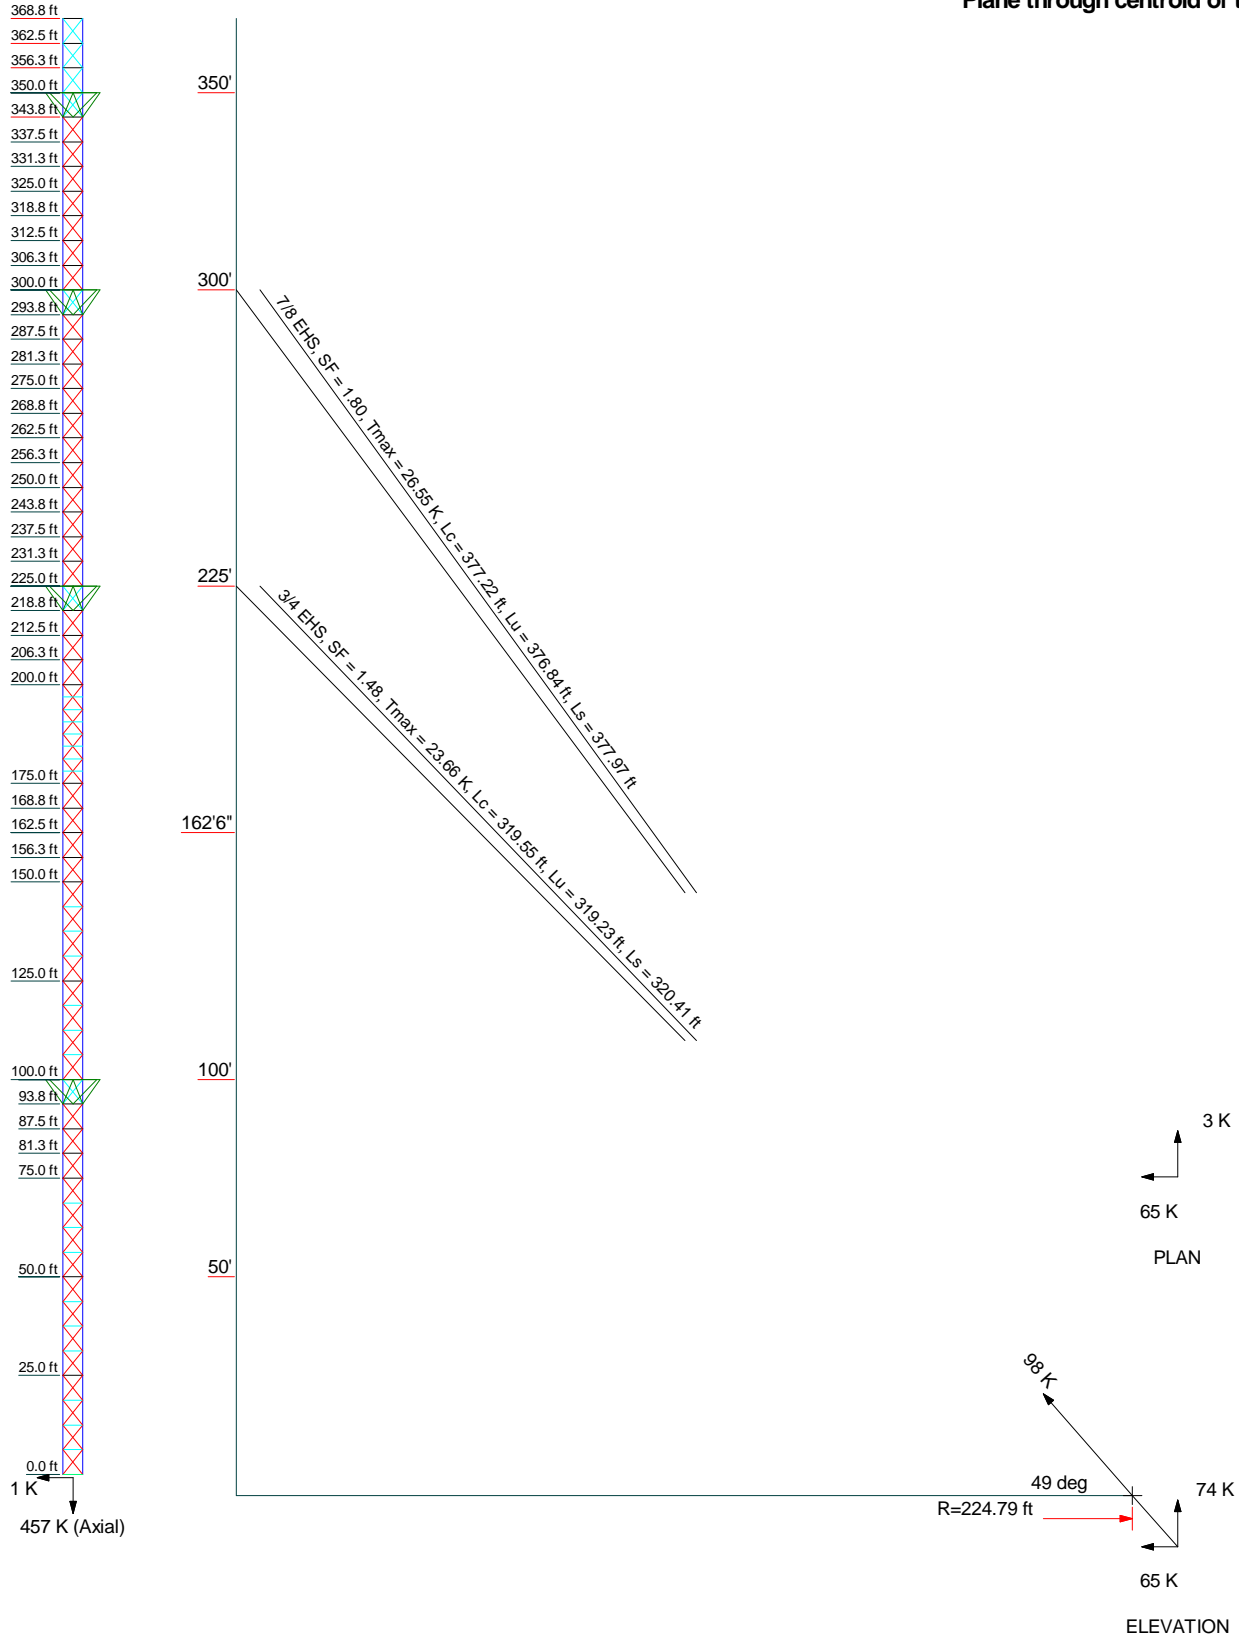 Plane through centroid of t
368.8 ft
362.5 ft
356.3 ft
350.0 ft
343.8 ft
337.5 ft
331.3 ft
325.0 ft
318.8 ft
312.5 ft
306.3 ft
300.0 ft
293.8 ft
287.5 ft
281.3 ft
275.0 ft
268.8 ft
262.5 ft
256.3 ft
250.0 ft
243.8 ft
237.5 ft
231.3 ft
225.0 ft
218.8 ft
212.5 ft
206.3 ft
200.0 ft
175.0 ft
168.8 ft
162.5 ft
156.3 ft
150.0 ft
125.0 ft
100.0 ft
93.8 ft
87.5 ft
81.3 ft
75.0 ft
50.0 ft
25.0 ft
0.0 ft
1 K
457 K (Axial)
350'
300'
225'
162'6"
100'
50'
7/8 EHS, SF = 1.80, Tmax = 26.55 K, Lc = 377.22 ft, Lu = 376.84 ft, Ls = 377.97 ft
3/4 EHS, SF = 1.48, Tmax = 23.66 K, Lc = 319.55 ft, Lu = 319.23 ft, Ls = 320.41 ft
3 K
65 K
PLAN
98 K
49 deg
74 K
R=224.79 ft
65 K
ELEVATION